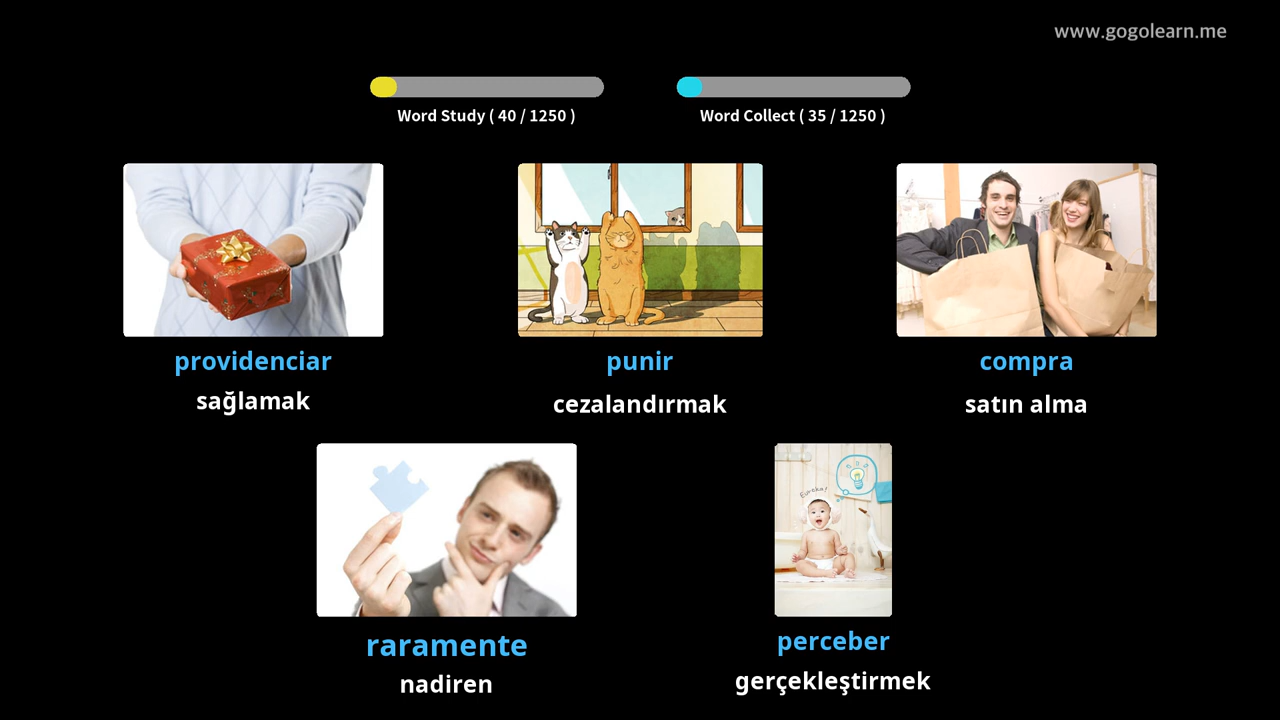 www.gogolearn.me
Word Study ( 40 / 1250 )
Word Collect ( 35 / 1250 )
providenciar
sağlamak
punir
cezalandırmak
compra
satın alma
Eureka!
raramente
nadiren
perceber
gerçekleştirmek